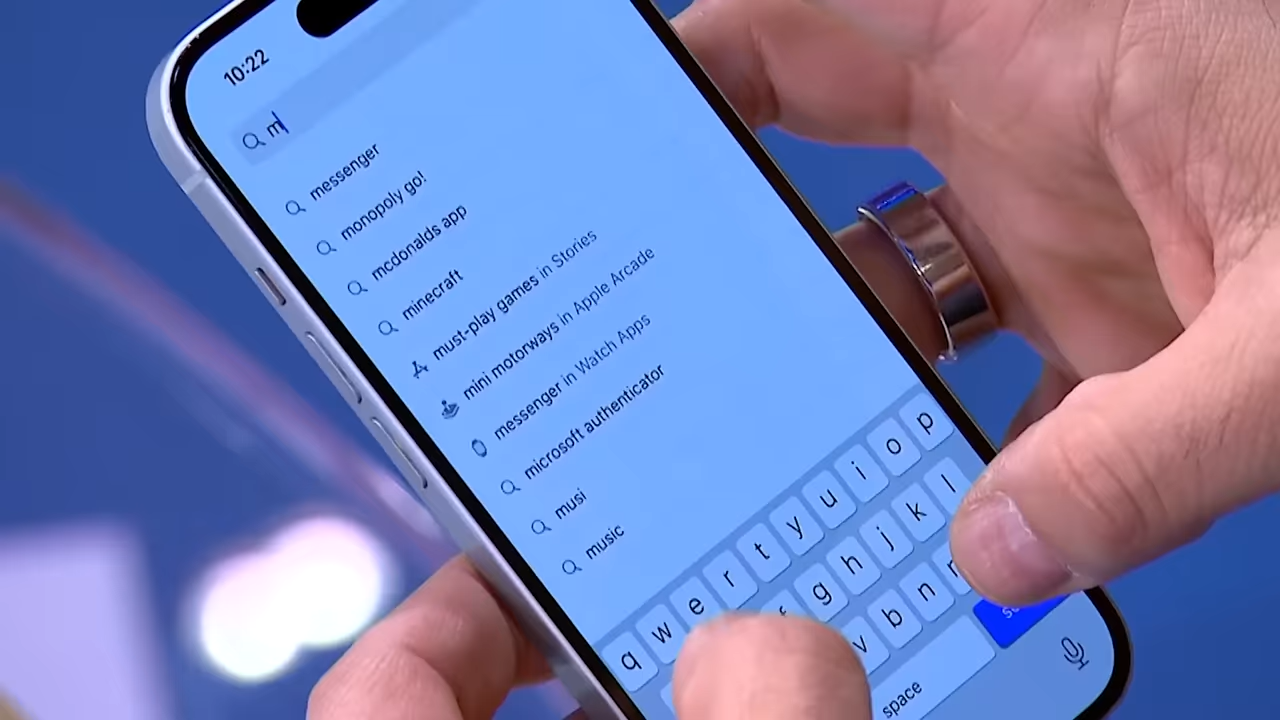 10:22
m
messenger
monopoly go!
mcdonalds app
minecraft
must-play games in Stories
mini motorways in Apple Arcade
messenger in Watch Apps
microsoft authenticator
musi
music
q w e r t y u i o p
g h j k l
v b n
space